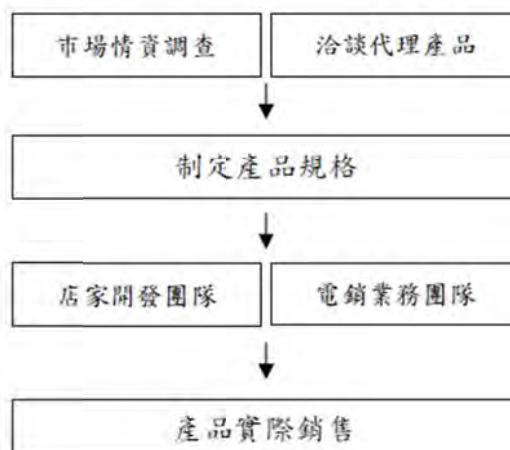 市場情資調查
洽談代理產品
制定產品規格
店家開發團隊
電銷業務團隊
產品實際銷售